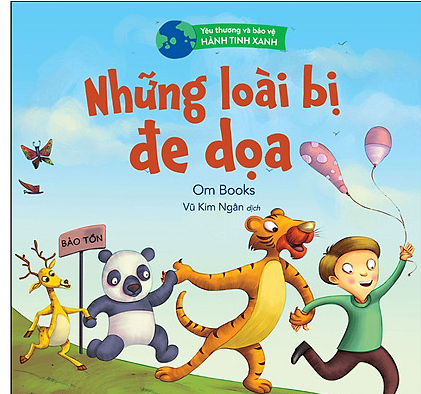 Yêu thương và bảo vệ
HÀNH TINH XANH
Những loài bị
đe dọa
Om Books
Vũ Kim Ngân dịch
BẢO TỒN